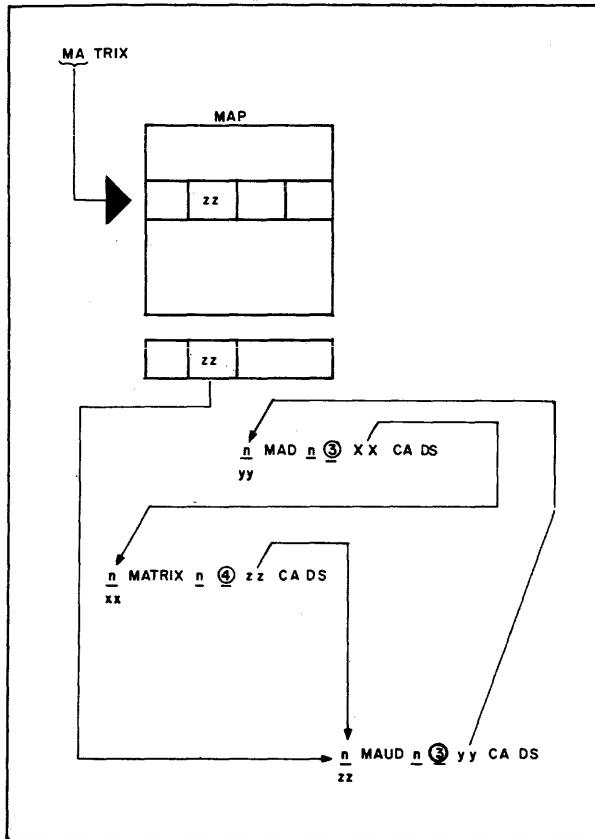 MA TRIX
MAP
zz
zz
n MAD n ③ XX CA DS
yy
n MATRIX n ④ zz CA DS
xx
n MAUD n ③ yy CA DS
zz